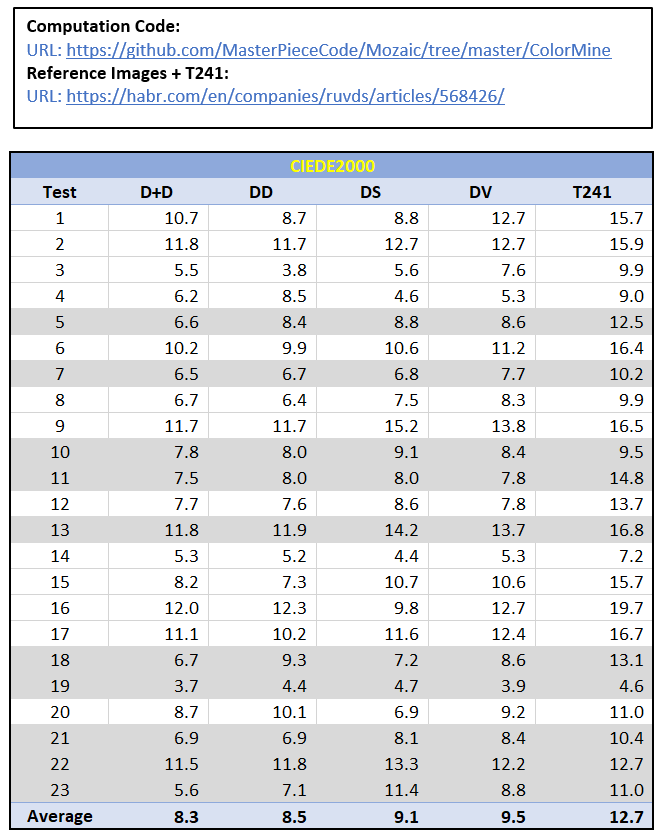 Computation Code:
URL: https://github.com/MasterPieceCode/Mozaic/tree/master/ColorMine
Reference Images + T241:
URL: https://habr.com/en/companies/ruvds/articles/568426/
CIEDE2000
Test D+D DD DS DV T241
1 10.7 8.7 8.8 12.7 15.7
2 11.8 11.7 12.7 12.7 15.9
3 5.5 3.8 5.6 7.6 9.9
4 6.2 8.5 4.6 5.3 9.0
5 6.6 8.4 8.8 8.6 12.5
6 10.2 9.9 10.6 11.2 16.4
7 6.5 6.7 6.8 7.7 10.2
8 6.7 6.4 7.5 8.3 9.9
9 11.7 11.7 15.2 13.8 16.5
10 7.8 8.0 9.1 8.4 9.5
11 7.5 8.0 8.0 7.8 14.8
12 7.7 7.6 8.6 7.8 13.7
13 11.8 11.9 14.2 13.7 16.8
14 5.3 5.2 4.4 5.3 7.2
15 8.2 7.3 10.7 10.6 15.7
16 12.0 12.3 9.8 12.7 19.7
17 11.1 10.2 11.6 12.4 16.7
18 6.7 9.3 7.2 8.6 13.1
19 3.7 4.4 4.7 3.9 4.6
20 8.7 10.1 6.9 9.2 11.0
21 6.9 6.9 8.1 8.4 10.4
22 11.5 11.8 13.3 12.2 12.7
23 5.6 7.1 11.4 8.8 11.0
Average 8.3 8.5 9.1 9.5 12.7